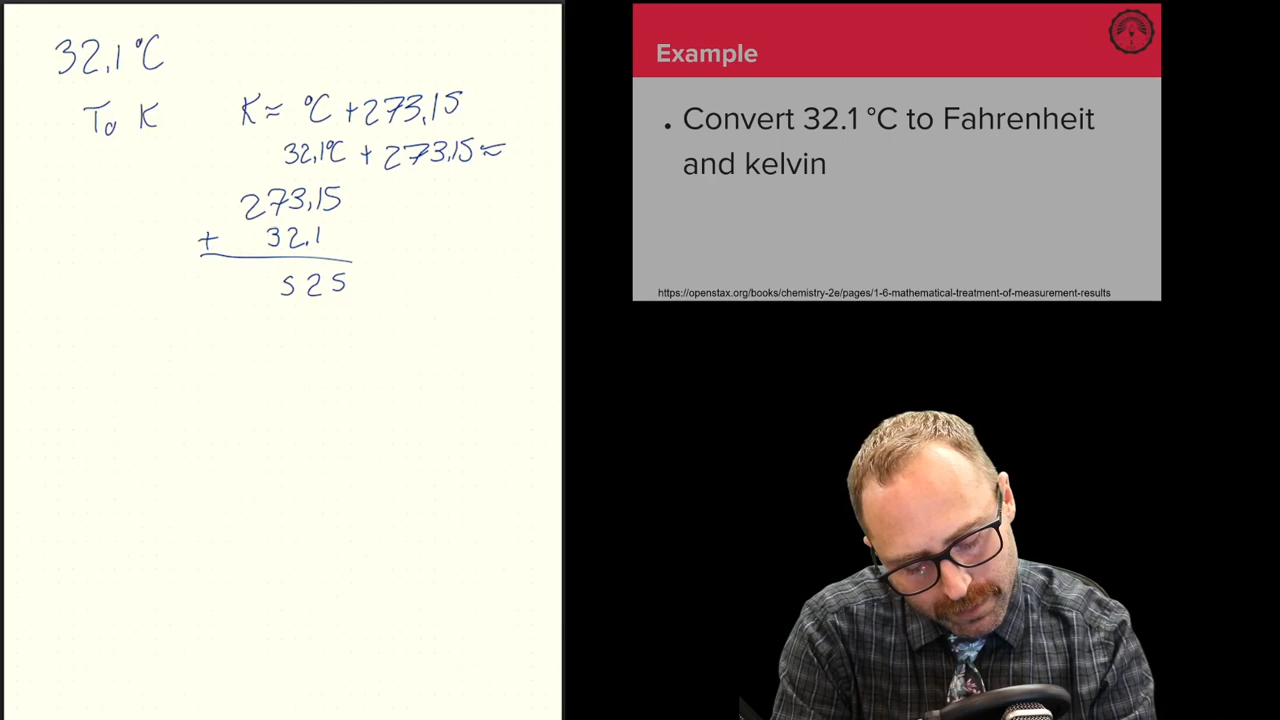 32.1 °C
To K
K ≈ °C + 273.15
32.1°C + 273.15 ≈
273.15
+ 32.1
525
Example
• Convert 32.1 °C to Fahrenheit
and kelvin
https://openstax.org/books/chemistry-2e/pages/1-6-mathematical-treatment-of-measurement-results